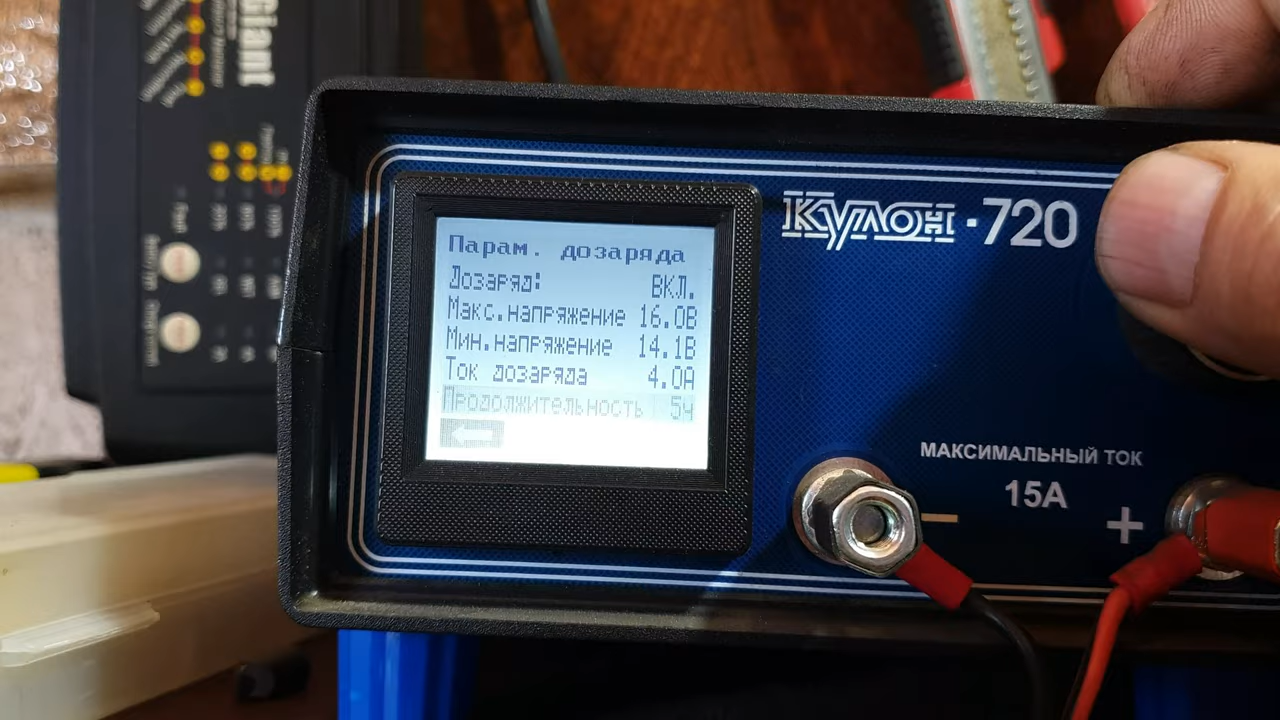 Giant
Парам. дозаряда
Дозаряд: ВКЛ.
Макс.напряжение 16.0В
Мин.напряжение 14.1В
Ток дозаряда 4.0А
Продолжительность 5ч
КУЛОН-720
МАКСИМАЛЬНЫЙ ТОК
15А
− +